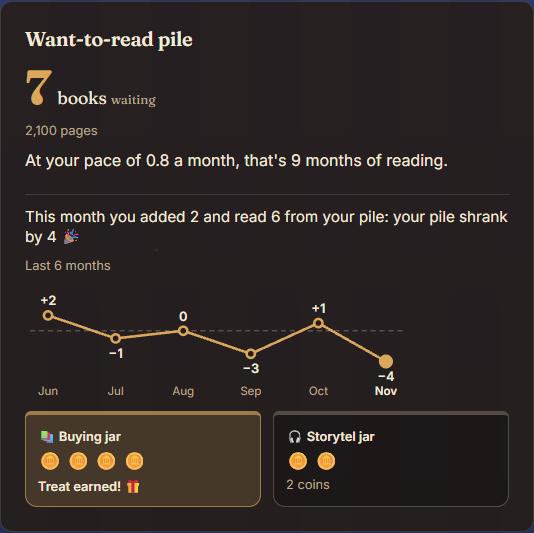 Want-to-read pile
7 books waiting
2,100 pages
At your pace of 0.8 a month, that's 9 months of reading.
This month you added 2 and read 6 from your pile: your pile shrank
by 4 🎉
Last 6 months
+2
−1
0
−3
+1
−4
Jun Jul Aug Sep Oct Nov
Buying jar
Treat earned! 🎁
🎧 Storytel jar
2 coins